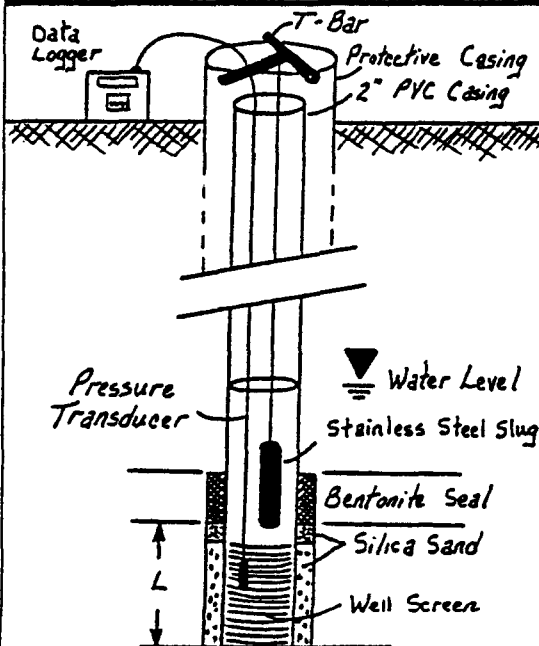 T-Bar
Data
Logger
Protective Casing
2" PVC Casing
Water Level
Pressure
Transducer
Stainless Steel Slug
Bentonite Seal
Silica Sand
L
Well Screen